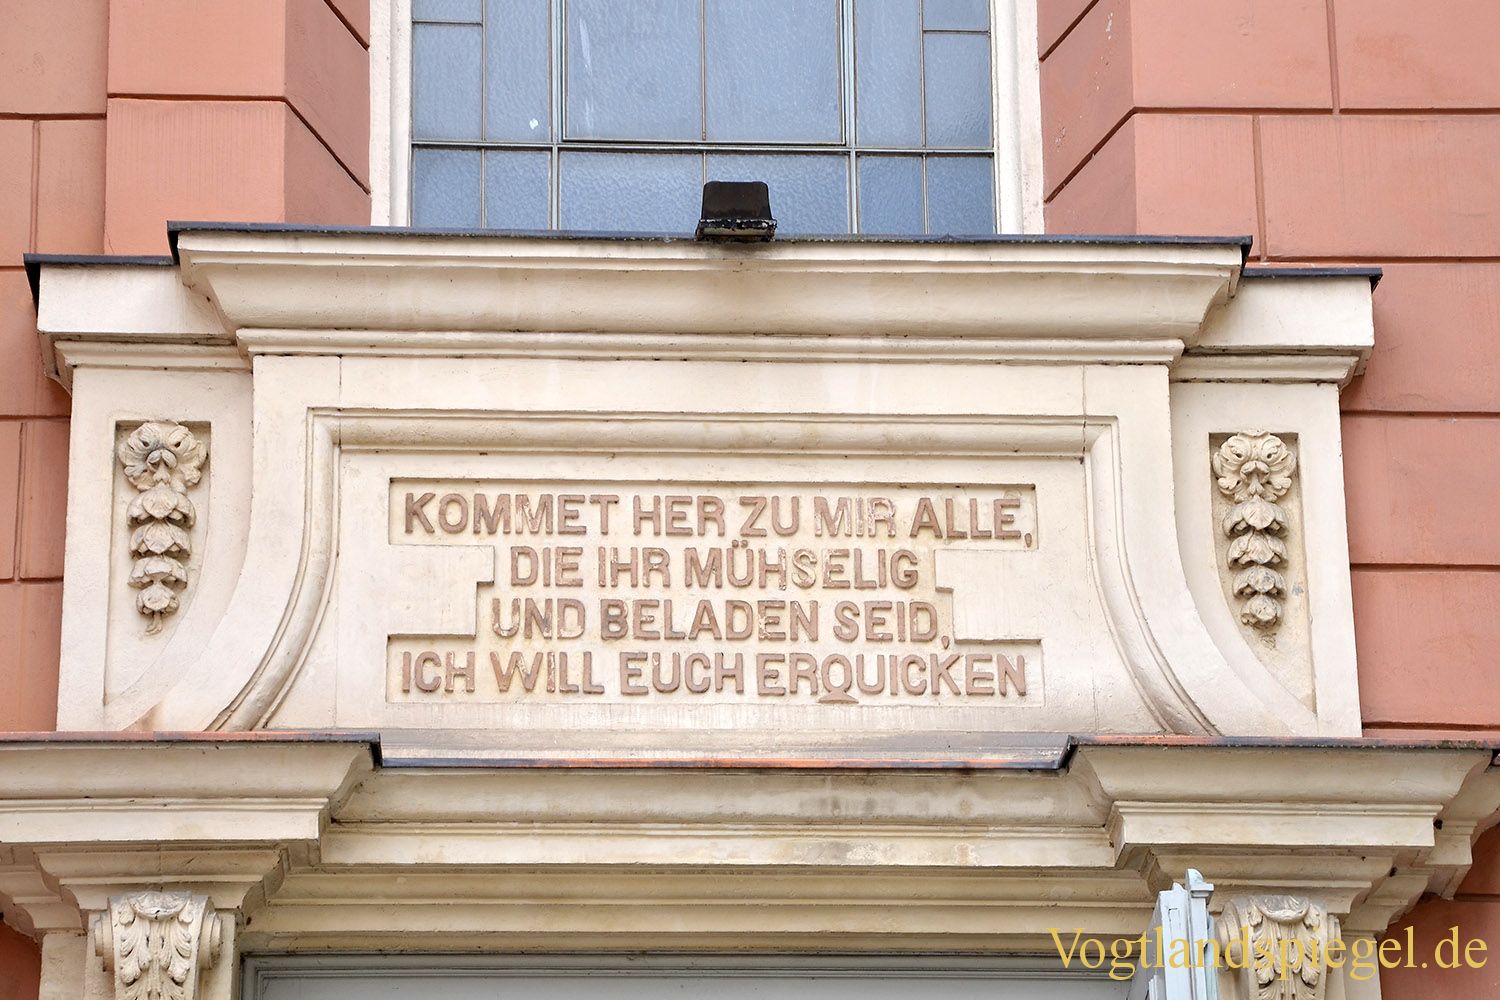 KOMMET HER ZU MIR ALLE,
DIE IHR MÜHSELIG
UND BELADEN SEID,
ICH WILL EUCH ERQUICKEN
Vogtlandspiegel.de